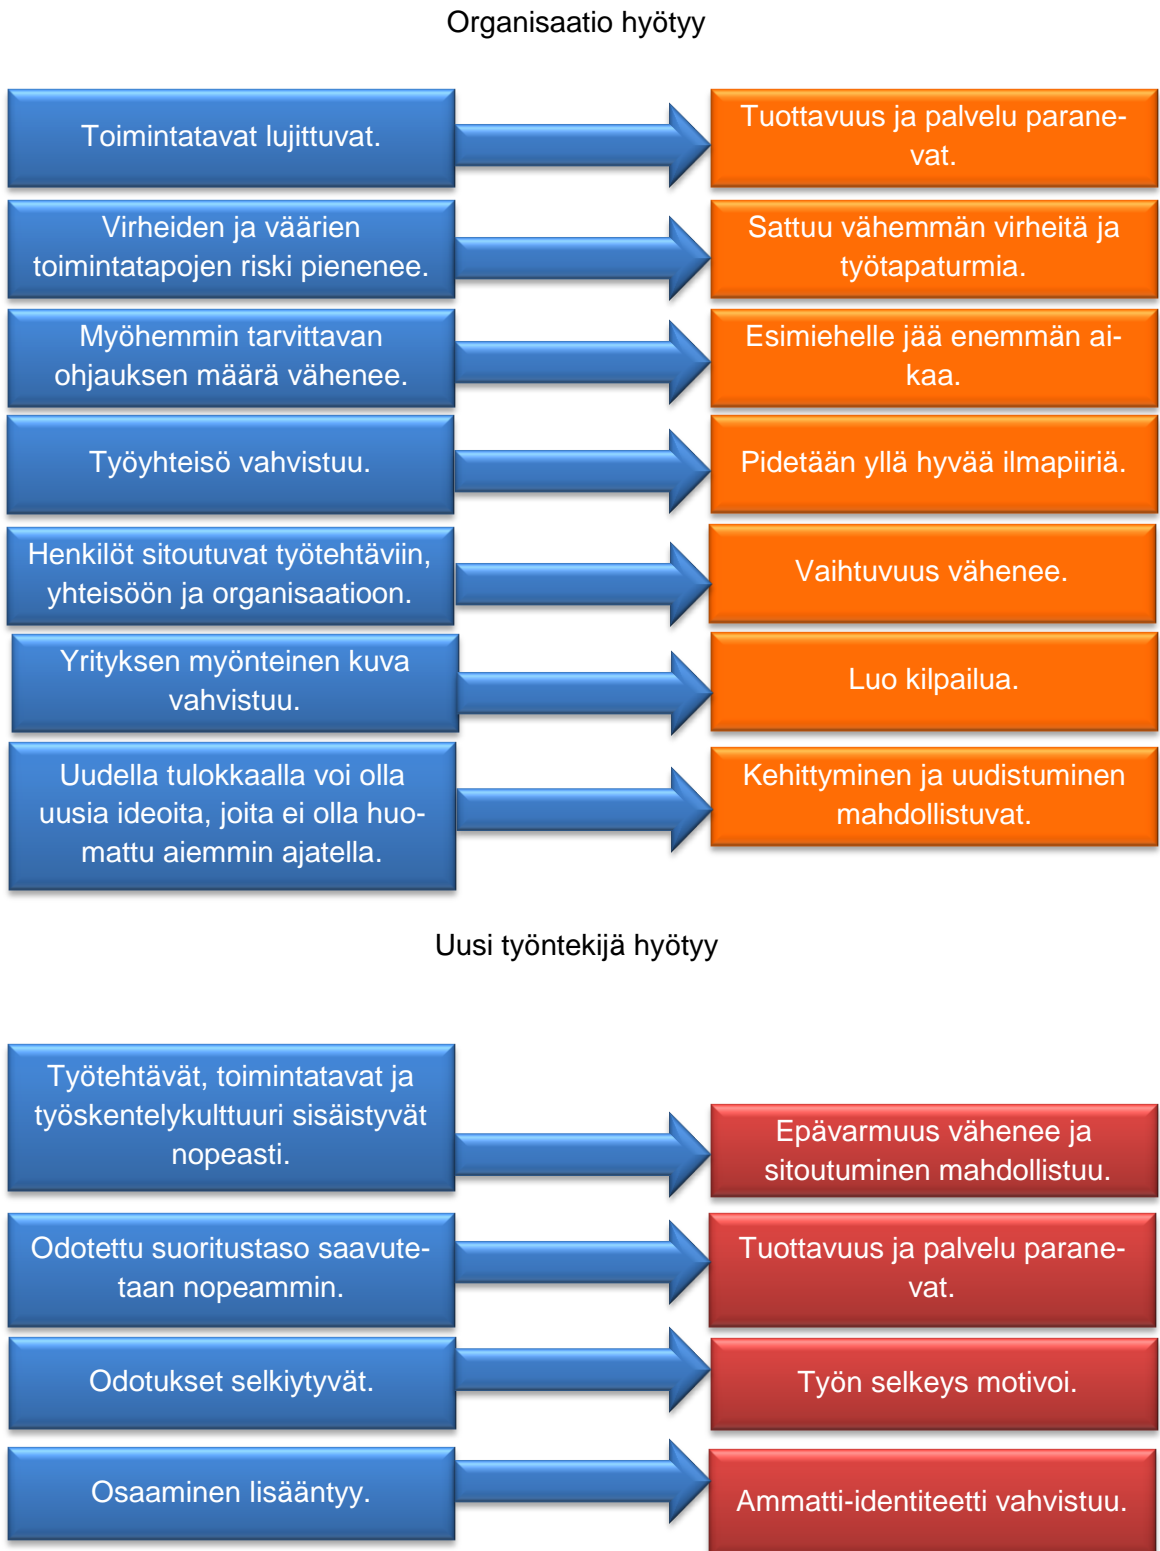 Organisaatio hyötyy
Toimintatavat lujittuvat.
Tuottavuus ja palvelu parane-
vat.
Virheiden ja väärien
toimintatapojen riski pienenee.
Sattuu vähemmän virheitä ja
työtapaturmia.
Myöhemmin tarvittavan
ohjauksen määrä vähenee.
Esimiehelle jää enemmän ai-
kaa.
Työyhteisö vahvistuu.
Pidetään yllä hyvää ilmapiiriä.
Henkilöt sitoutuvat työtehtäviin,
yhteisöön ja organisaatioon.
Vaihtuvuus vähenee.
Yrityksen myönteinen kuva
vahvistuu.
Luo kilpailua.
Uudella tulokkaalla voi olla
uusia ideoita, joita ei olla huo-
mattu aiemmin ajatella.
Kehittyminen ja uudistuminen
mahdollistuvat.
Uusi työntekijä hyötyy
Työtehtävät, toimintatavat ja
työskentelykulttuuri sisäistyvät
nopeasti.
Epävarmuus vähenee ja
sitoutuminen mahdollistuu.
Odotettu suoritustaso saavute-
taan nopeammin.
Tuottavuus ja palvelu parane-
vat.
Odotukset selkiytyvät.
Työn selkeys motivoi.
Osaaminen lisääntyy.
Ammatti-identiteetti vahvistuu.